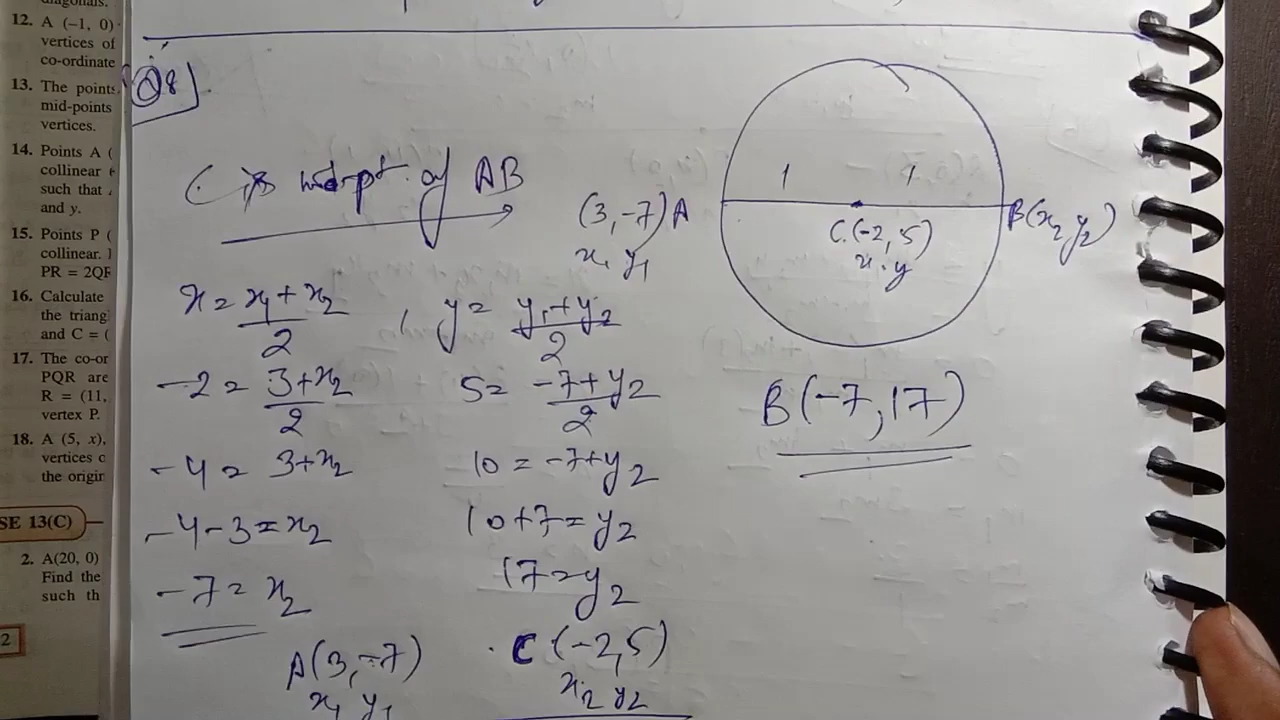 diagonals.
12. A (–1, 0)
vertices of
co-ordinate
13. The points
mid-points
vertices.
14. Points A (
collinear
such that
and y.
15. Points P (
collinear.
PR = 2QR
16. Calculate
the triang
and C = (
17. The co-or
PQR are
R = (11,
vertex P.
18. A (5, x),
vertices o
the origin
SE 13(C)
2. A(20, 0)
Find the
such th
2
Q8
C is mid-pt. of AB
(3, -7) A
x₁ y₁
1
1
C.(-2, 5)
x . y
B(x₂ y₂)
x = x₁ + x₂ / 2 , y = y₁ + y₂ / 2
-2 = 3 + x₂ / 2 5 = -7 + y₂ / 2
-4 = 3 + x₂ 10 = -7 + y₂
-4 - 3 = x₂ 10 + 7 = y₂
-7 = x₂ 17 = y₂
B(-7, 17)
A(3, -7) . C (-2, 5)
x₁ y₁ x₂ y₂